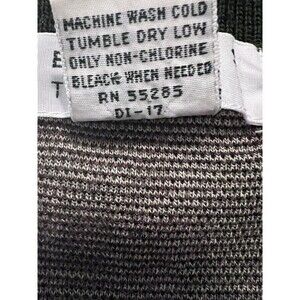 MACHINE WASH COLD
TUMBLE DRY LOW
ONLY NON-CHLORINE
BLEACH WHEN NEEDED
RN 55285
DI-17